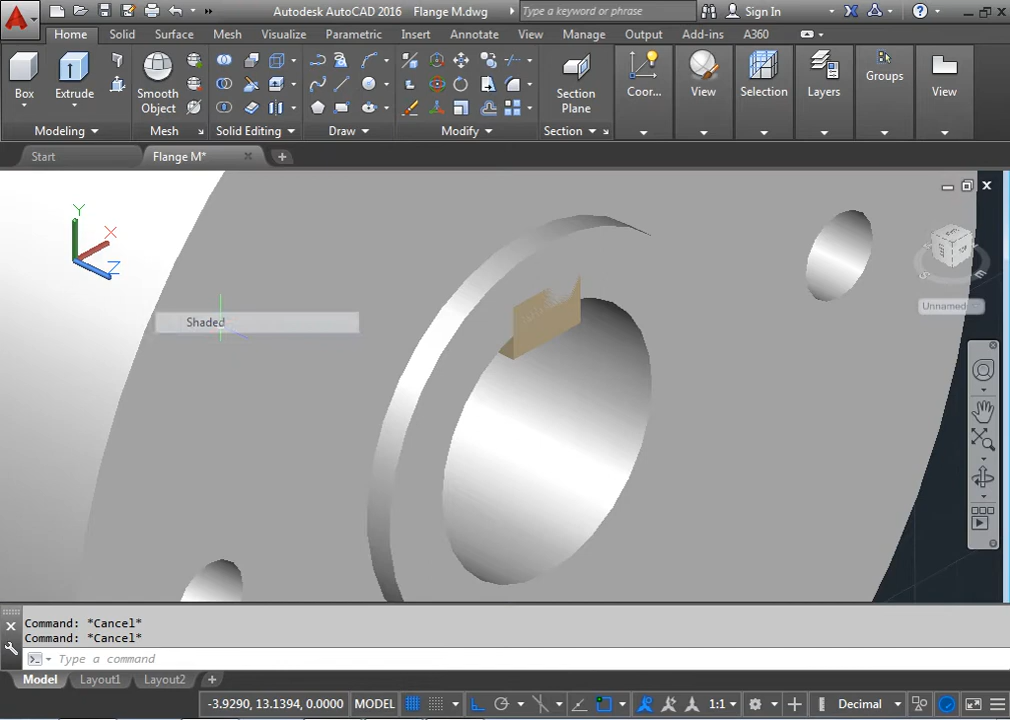 Autodesk AutoCAD 2016 Flange M.dwg Type a keyword or phrase Sign In
Home Solid Surface Mesh Visualize Parametric Insert Annotate View Manage Output Add-ins A360
Box Extrude Smooth Object Section Plane Coor... View Selection Layers Groups View
Modeling Mesh Solid Editing Draw Modify Section
Start Flange M*
Y
X
Z
S E
Unnamed
Shaded
Command: *Cancel*
Command: *Cancel*
Type a command
Model Layout1 Layout2
-3.9290, 13.1394, 0.0000 MODEL 1:1 Decimal